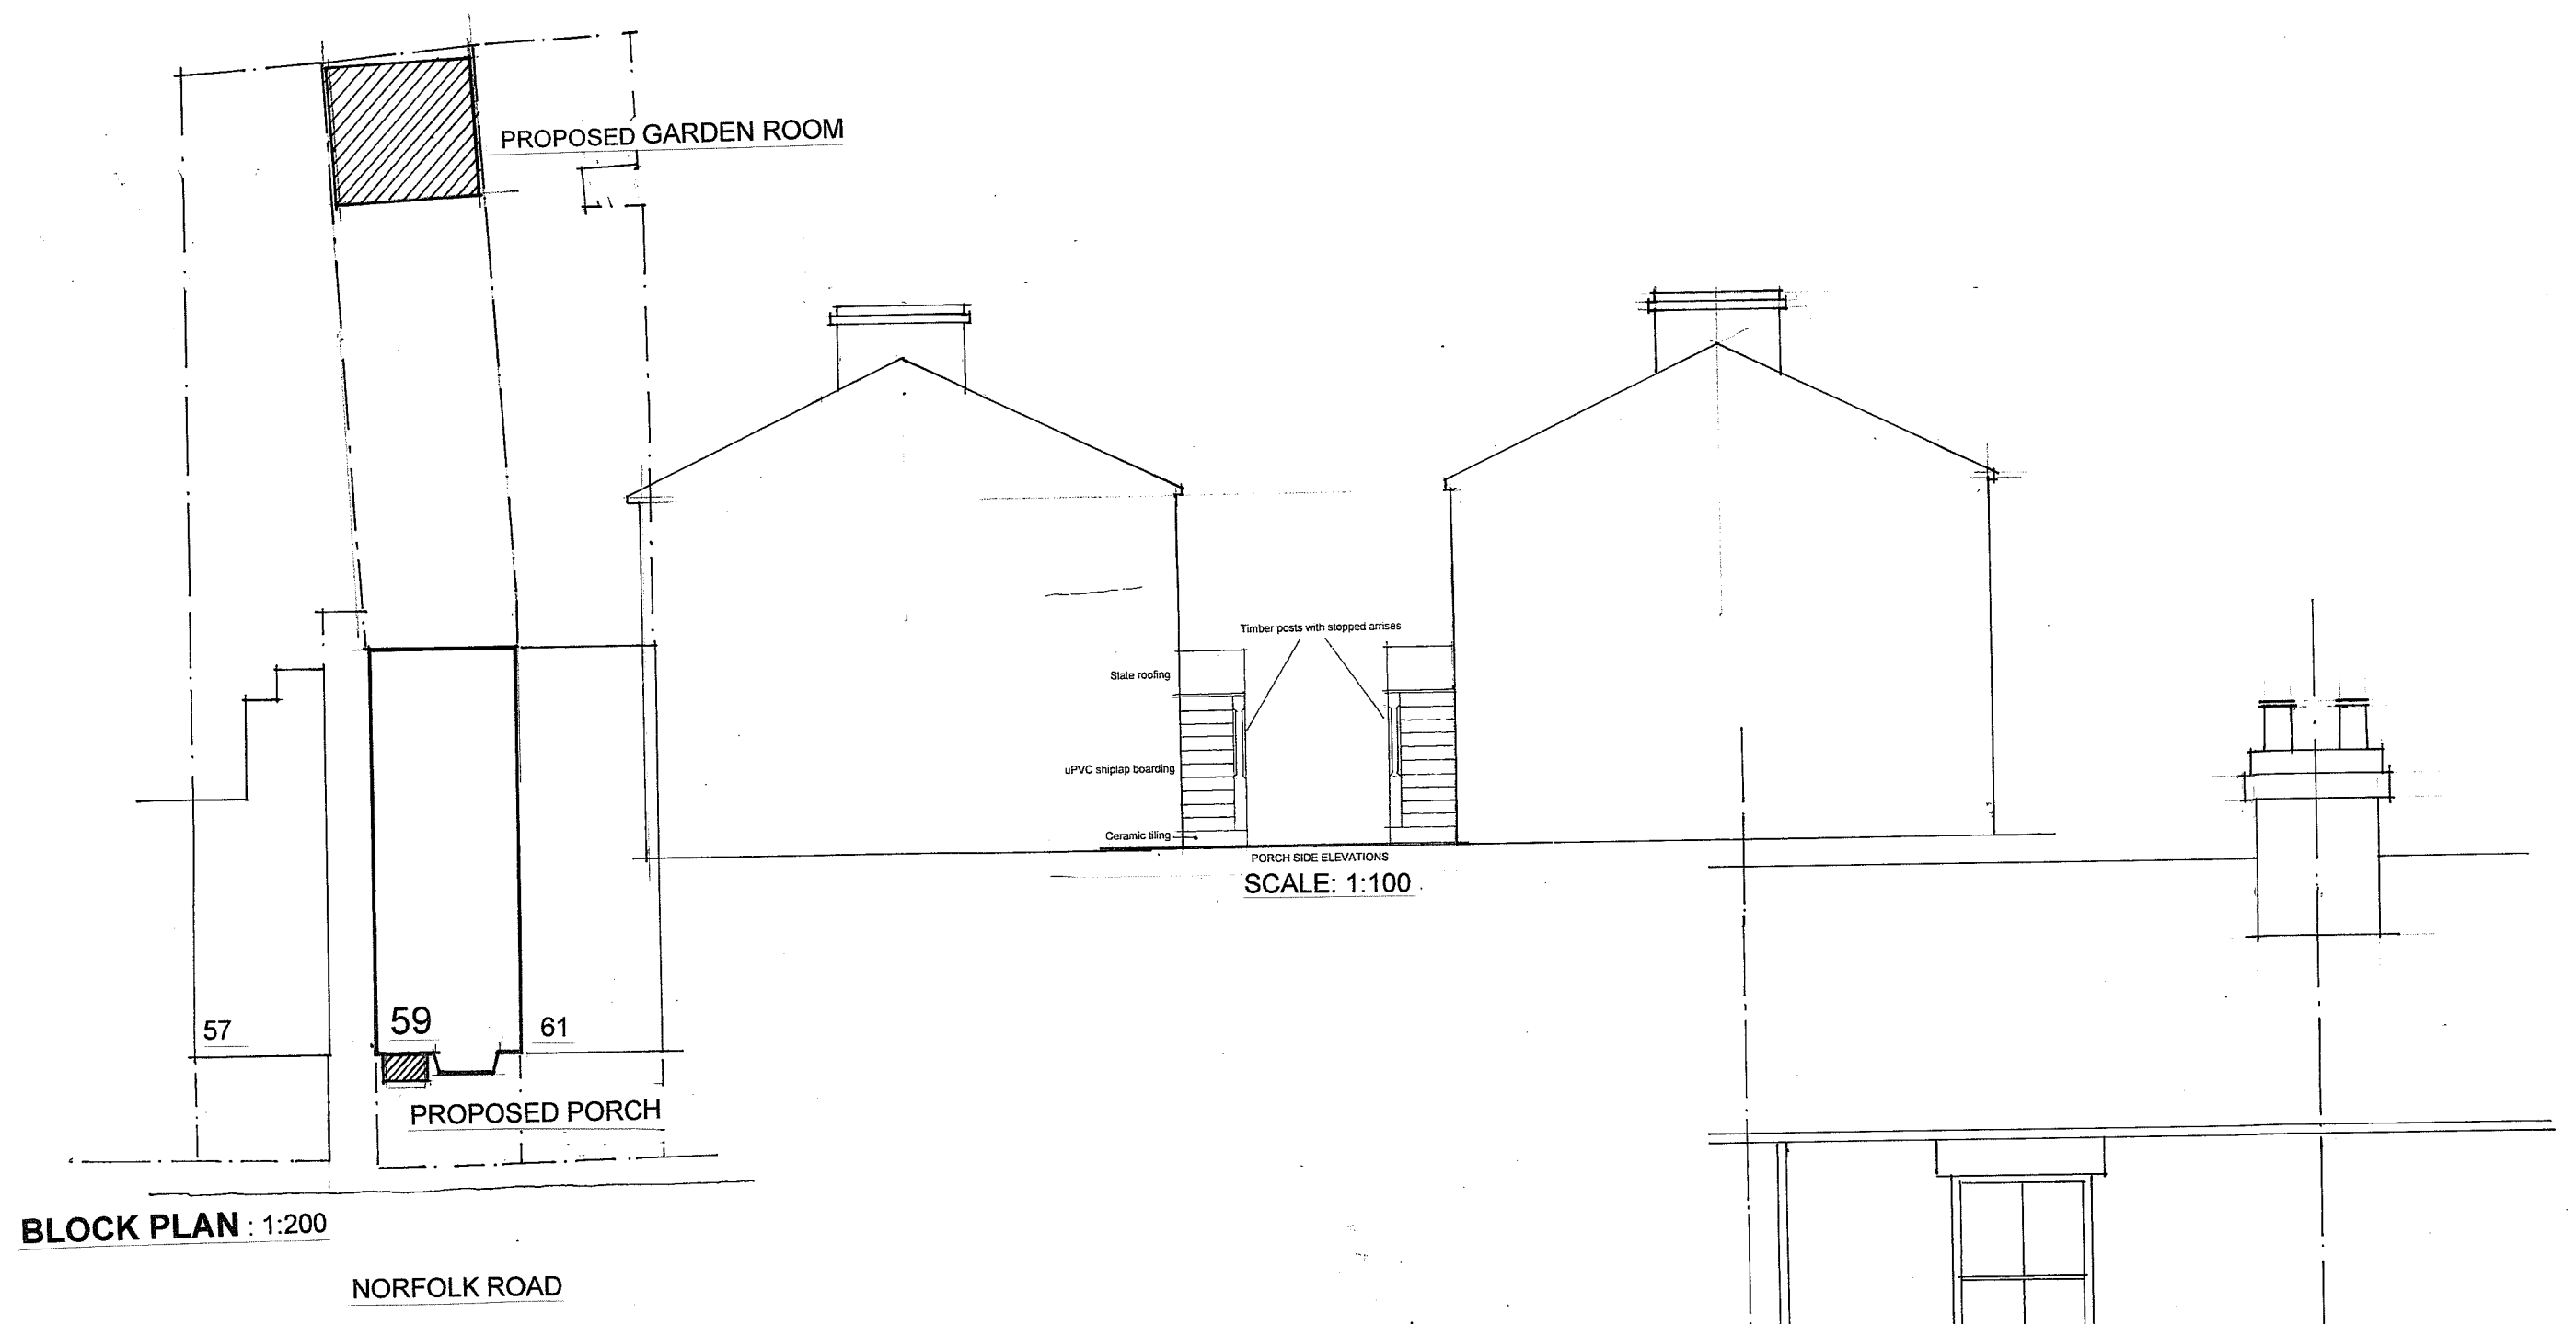 PROPOSED GARDEN ROOM
Timber posts with stopped arrises
Slate roofing
uPVC shiplap boarding
Ceramic tiling
PORCH SIDE ELEVATIONS
SCALE: 1:100
57
59
61
PROPOSED PORCH
BLOCK PLAN : 1:200
NORFOLK ROAD